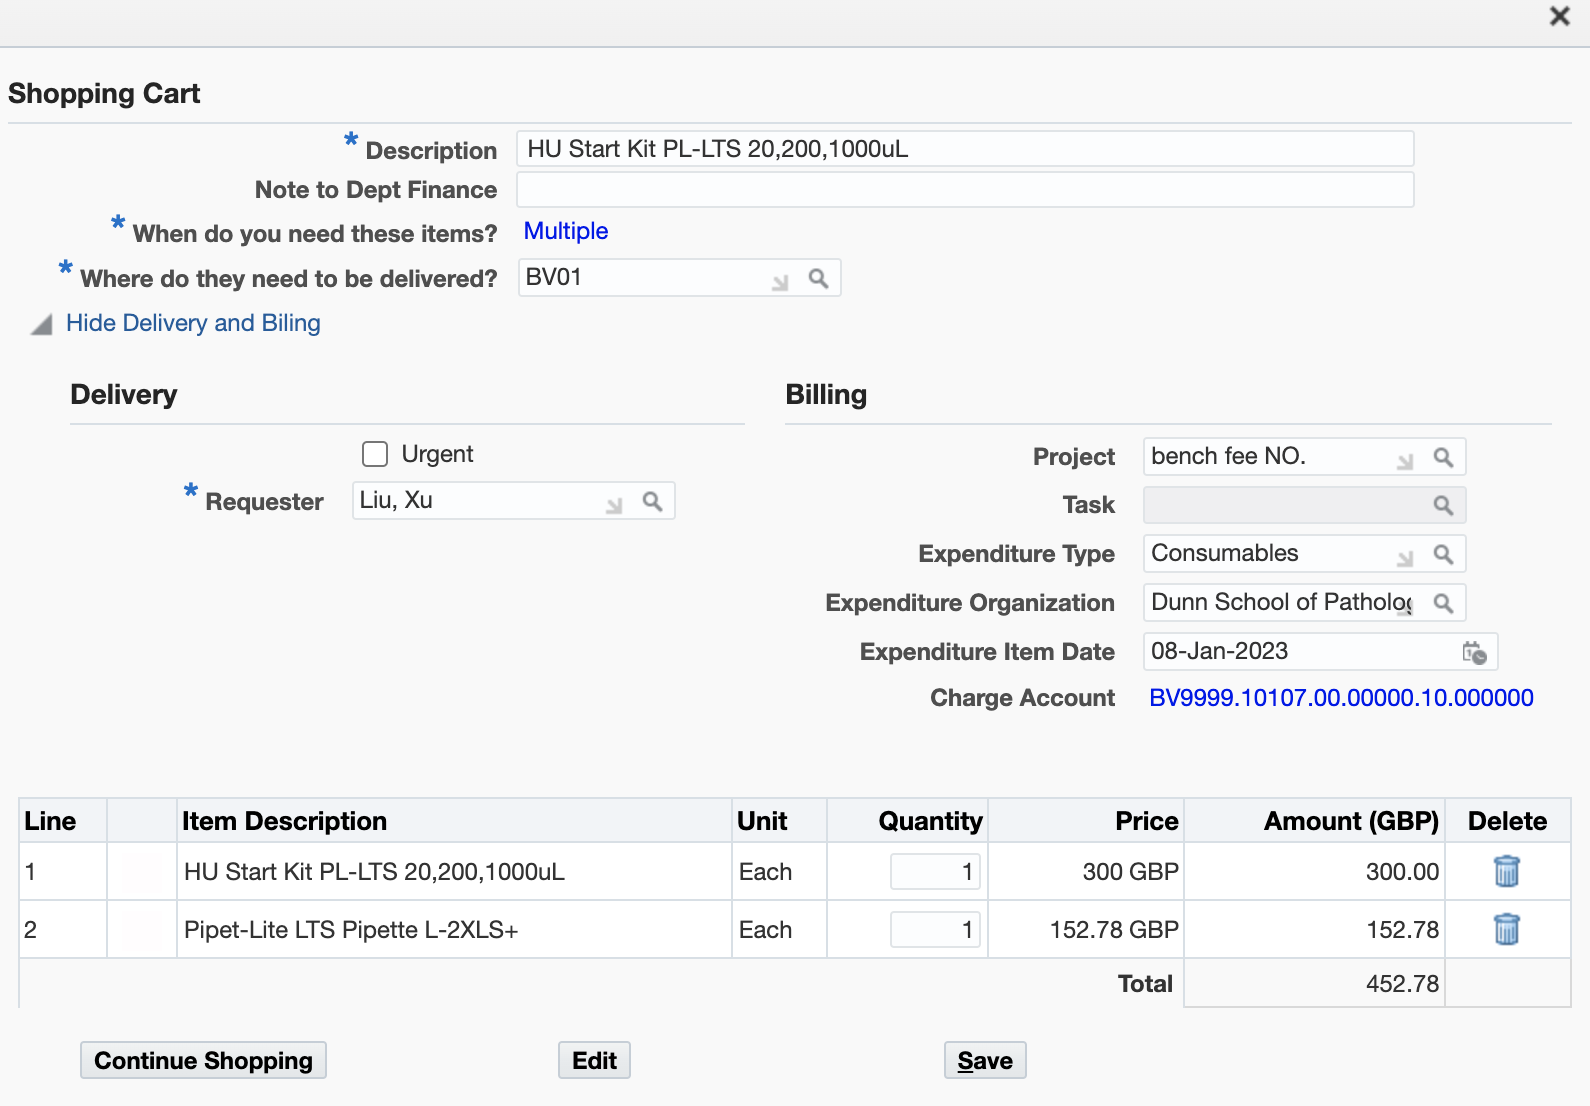 Shopping Cart
* Description HU Start Kit PL-LTS 20,200,1000uL
Note to Dept Finance
* When do you need these items? Multiple
* Where do they need to be delivered? BV01
Hide Delivery and Biling
Delivery
Urgent
* Requester Liu, Xu
Billing
Project bench fee NO.
Task
Expenditure Type Consumables
Expenditure Organization Dunn School of Patholog
Expenditure Item Date 08-Jan-2023
Charge Account BV9999.10107.00.00000.10.000000
Line Item Description Unit Quantity Price Amount (GBP) Delete
1 HU Start Kit PL-LTS 20,200,1000uL Each 1 300 GBP 300.00
2 Pipet-Lite LTS Pipette L-2XLS+ Each 1 152.78 GBP 152.78
Total 452.78
Continue Shopping Edit Save